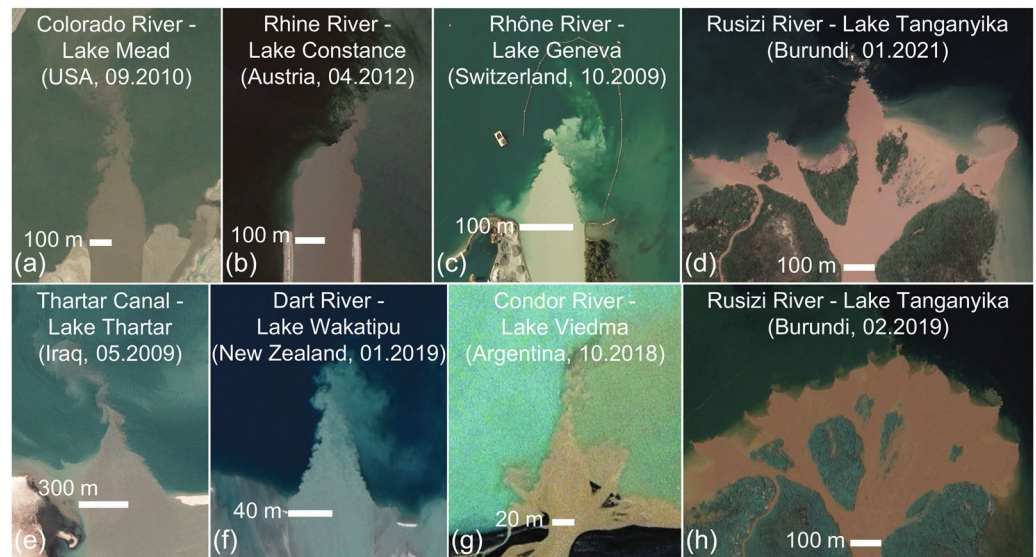 Colorado River -
Lake Mead
(USA, 09.2010)
100 m
(a)
Rhine River -
Lake Constance
(Austria, 04.2012)
100 m
(b)
Rhône River -
Lake Geneva
(Switzerland, 10.2009)
100 m
(c)
Rusizi River - Lake Tanganyika
(Burundi, 01.2021)
100 m
(d)
Thartar Canal -
Lake Thartar
(Iraq, 05.2009)
300 m
(e)
Dart River -
Lake Wakatipu
(New Zealand, 01.2019)
40 m
(f)
Condor River -
Lake Viedma
(Argentina, 10.2018)
20 m
(g)
Rusizi River - Lake Tanganyika
(Burundi, 02.2019)
100 m
(h)